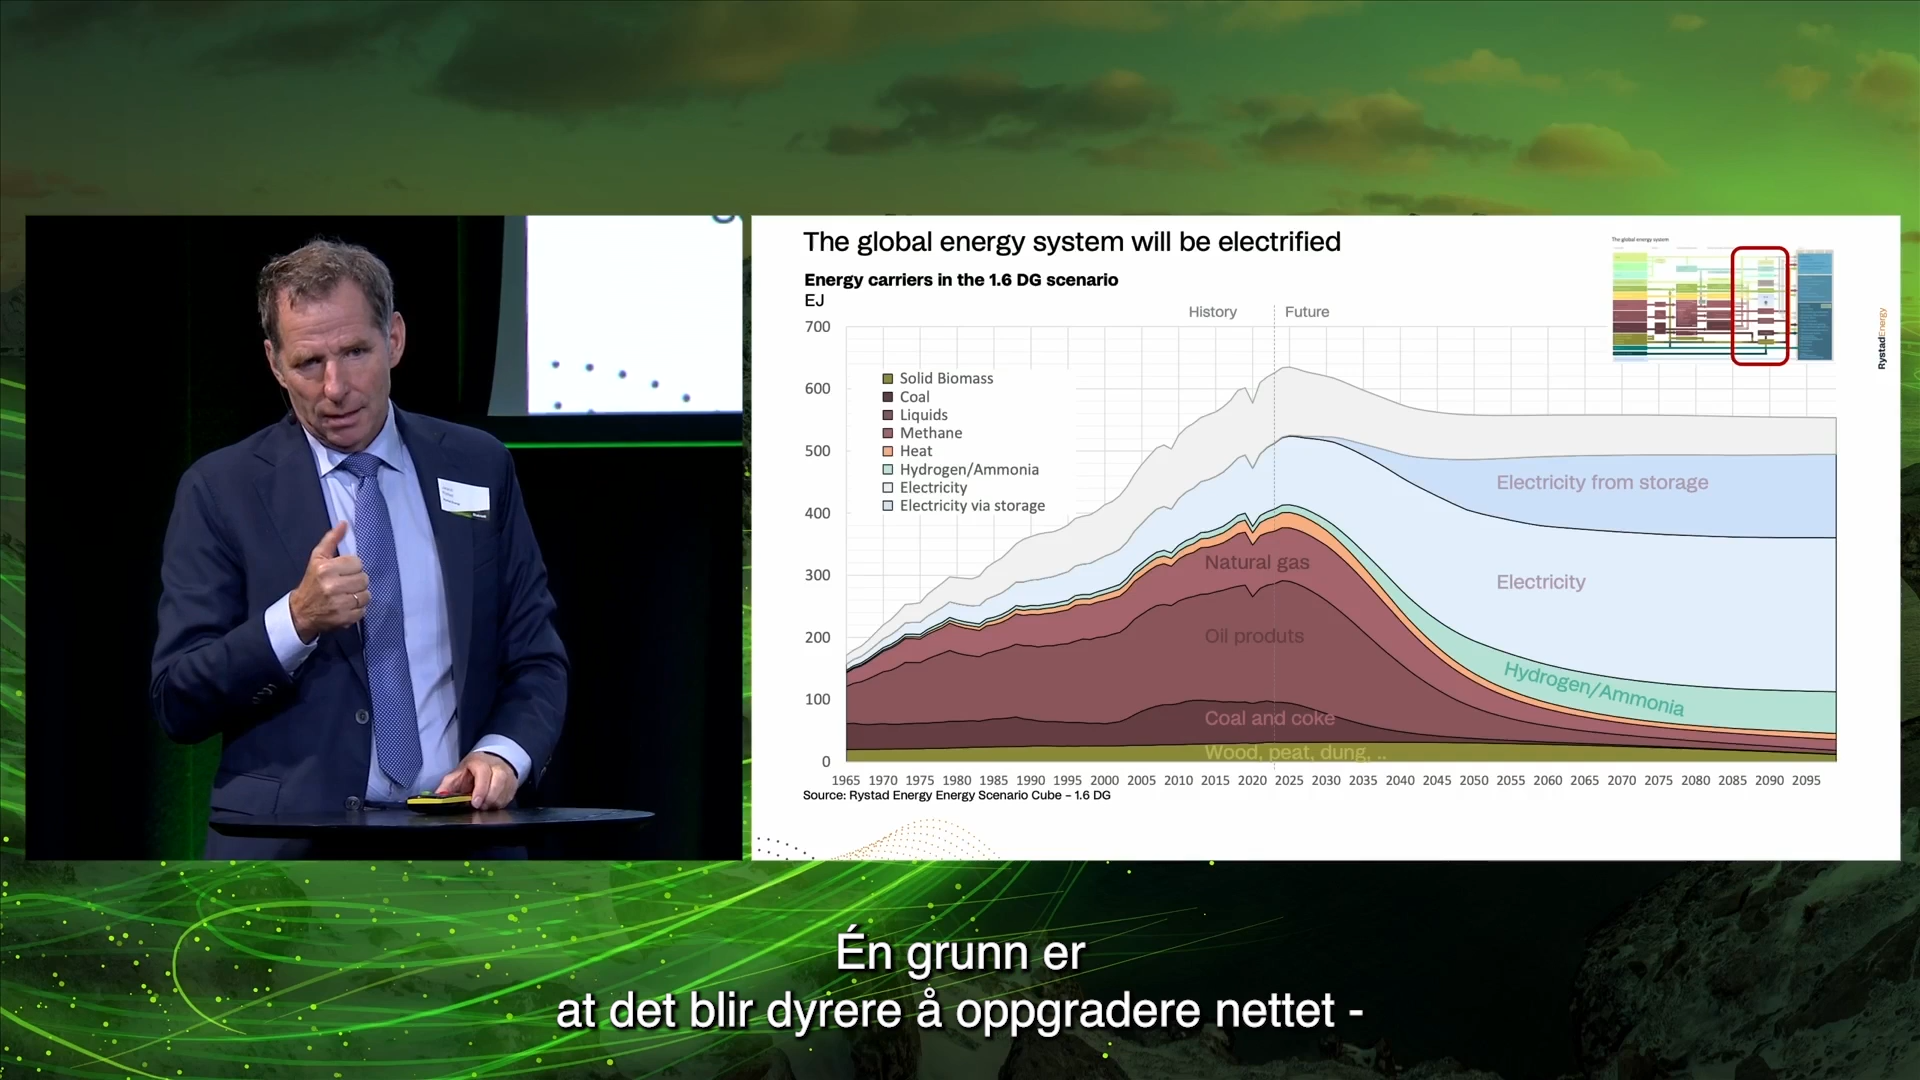 The global energy system will be electrified
Energy carriers in the 1.6 DG scenario
EJ
The global energy system
RystadEnergy
History Future
700
600
500
400
300
200
100
0
Solid Biomass
Coal
Liquids
Methane
Heat
Hydrogen/Ammonia
Electricity
Electricity via storage
Electricity from storage
Electricity
Natural gas
Oil produts
Hydrogen/Ammonia
Coal and coke
Wood, peat, dung, ..
1965 1970 1975 1980 1985 1990 1995 2000 2005 2010 2015 2020 2025 2030 2035 2040 2045 2050 2055 2060 2065 2070 2075 2080 2085 2090 2095
Source: Rystad Energy Energy Scenario Cube – 1.6 DG
Én grunn er
at det blir dyrere å oppgradere nettet -